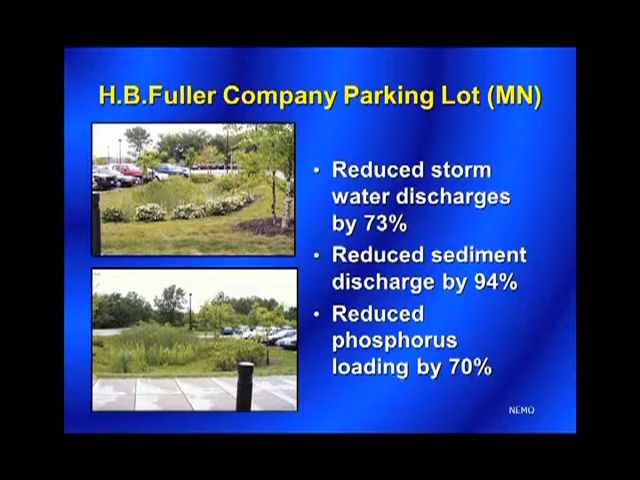 H.B.Fuller Company Parking Lot (MN)
• Reduced storm
water discharges
by 73%
• Reduced sediment
discharge by 94%
• Reduced
phosphorus
loading by 70%
NEMO